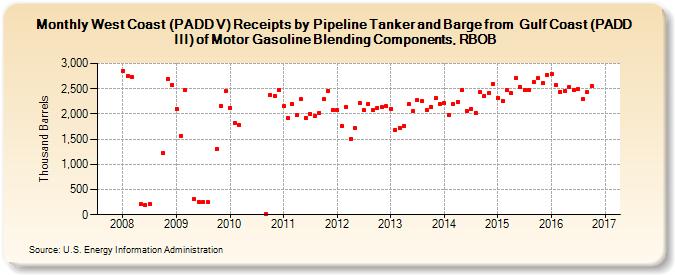 Monthly West Coast (PADD V) Receipts by Pipeline Tanker and Barge from Gulf Coast (PADD
III) of Motor Gasoline Blending Components, RBOB
Thousand Barrels
3,000
2,500
2,000
1,500
1,000
500
0
2008 2009 2010 2011 2012 2013 2014 2015 2016 2017
Source: U.S. Energy Information Administration